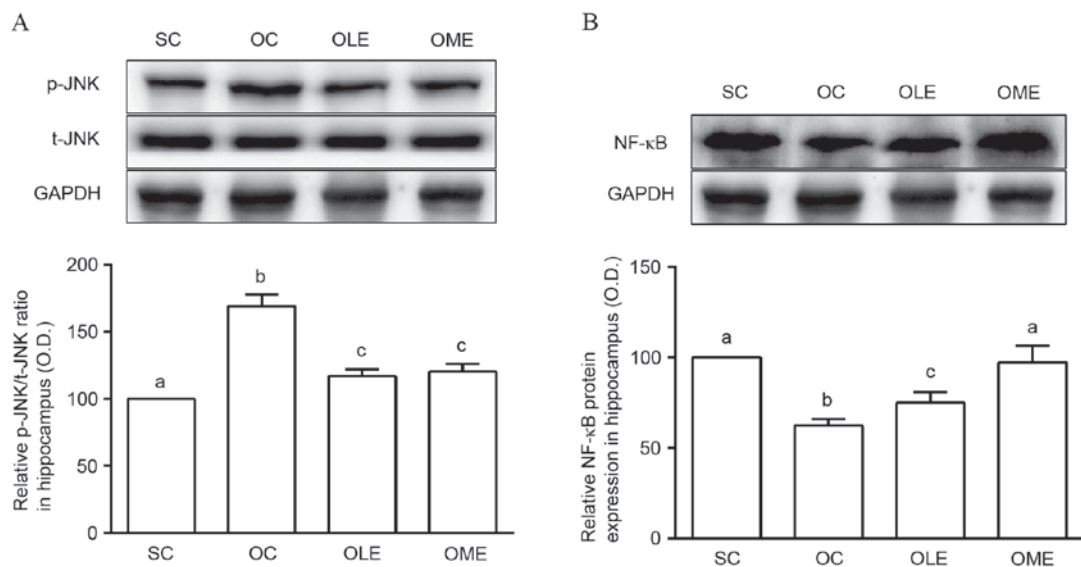 A
SC OC OLE OME
p-JNK
t-JNK
GAPDH
Relative p-JNK/t-JNK ratio
in hippocampus (O.D.)
200
150
100
50
0
a
b
c
c
SC OC OLE OME
B
SC OC OLE OME
NF-κB
GAPDH
Relative NF-κB protein
expression in hippocampus (O.D.)
150
100
50
0
a
b
c
a
SC OC OLE OME